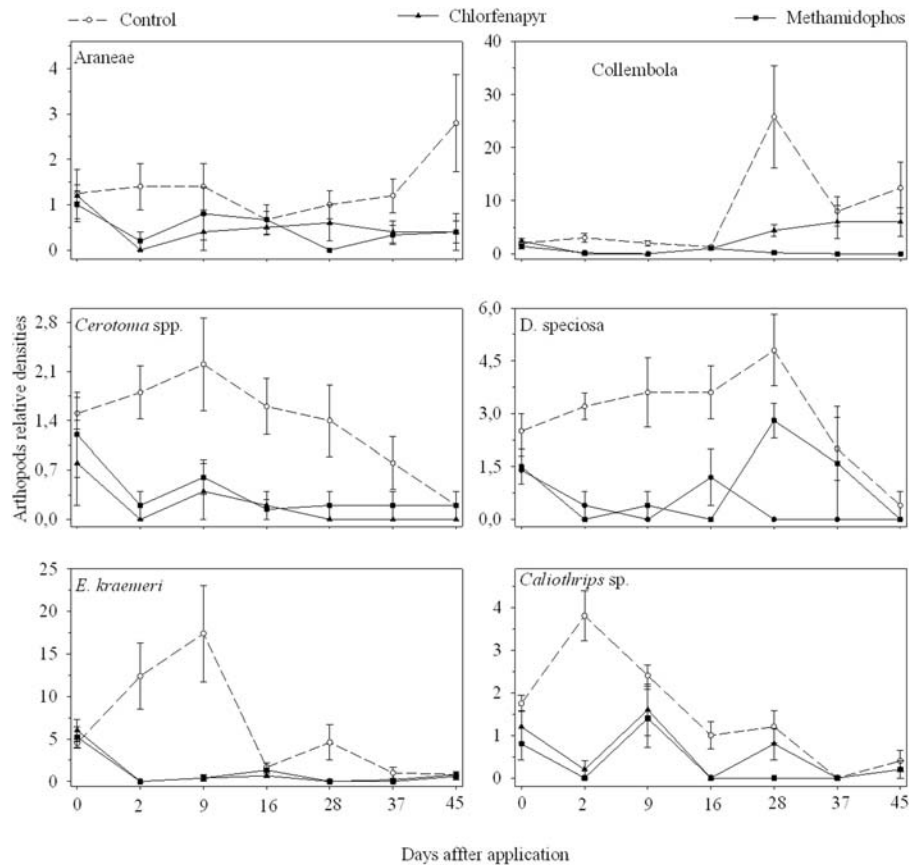 Control Chlorfenapyr Methamidophos
Araneae
4
3
2
1
0
Collembola
40
30
20
10
0
Arthopods relative densities
Cerotoma spp.
2,8
2,1
1,4
0,7
0,0
D. speciosa
6,0
4,5
3,0
1,5
0,0
E. kraemeri
25
20
15
10
5
0
0 2 9 16 28 37 45
Caliothrips sp.
4
3
2
1
0
0 2 9 16 28 37 45
Days affter application